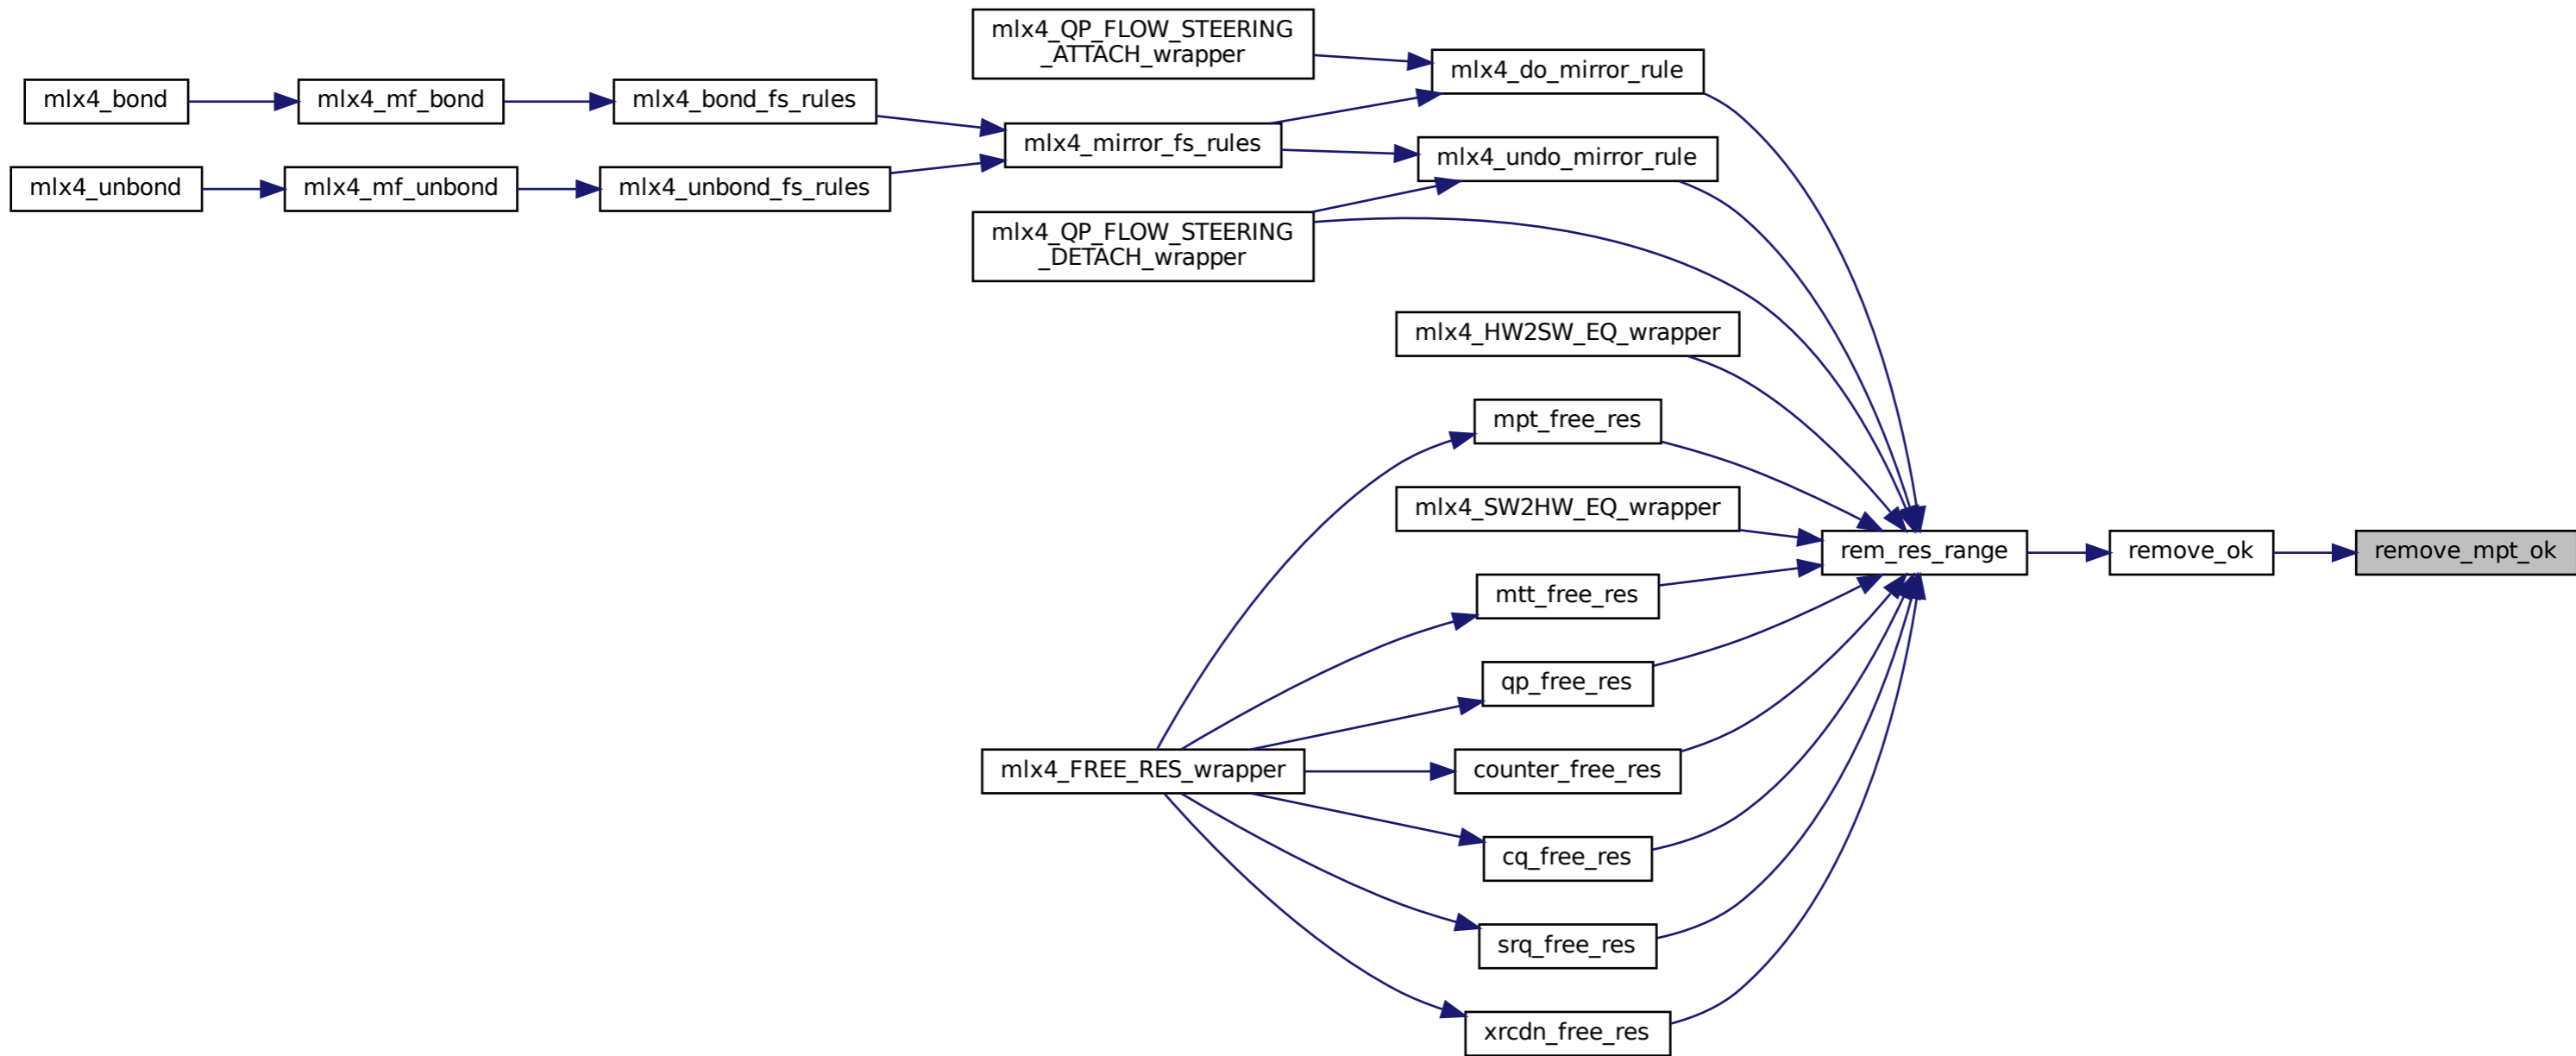 mlx4_QP_FLOW_STEERING
_ATTACH_wrapper
mlx4_do_mirror_rule
mlx4_bond
mlx4_mf_bond
mlx4_bond_fs_rules
mlx4_mirror_fs_rules
mlx4_undo_mirror_rule
mlx4_unbond
mlx4_mf_unbond
mlx4_unbond_fs_rules
mlx4_QP_FLOW_STEERING
_DETACH_wrapper
mlx4_HW2SW_EQ_wrapper
mpt_free_res
mlx4_SW2HW_EQ_wrapper
rem_res_range
remove_ok
remove_mpt_ok
mtt_free_res
qp_free_res
mlx4_FREE_RES_wrapper
counter_free_res
cq_free_res
srq_free_res
xrcdn_free_res